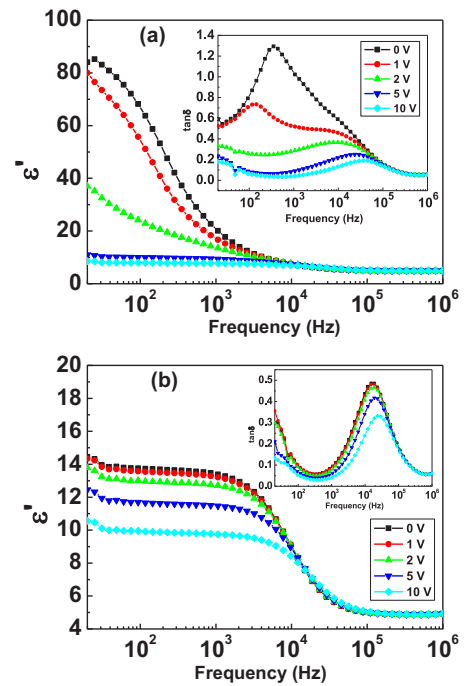 (a)
ε'
100
80
60
40
20
0
10² 10³ 10⁴ 10⁵ 10⁶
Frequency (Hz)
tanδ
1.4
1.2
1.0
0.8
0.6
0.4
0.2
0.0
10² 10³ 10⁴ 10⁵ 10⁶
Frequency (Hz)
0 V
1 V
2 V
5 V
10 V
(b)
ε'
20
18
16
14
12
10
8
6
4
10² 10³ 10⁴ 10⁵ 10⁶
Frequency (Hz)
tanδ
0.5
0.4
0.3
0.2
0.1
0.0
10² 10³ 10⁴ 10⁵ 10⁶
Frequency (Hz)
0 V
1 V
2 V
5 V
10 V